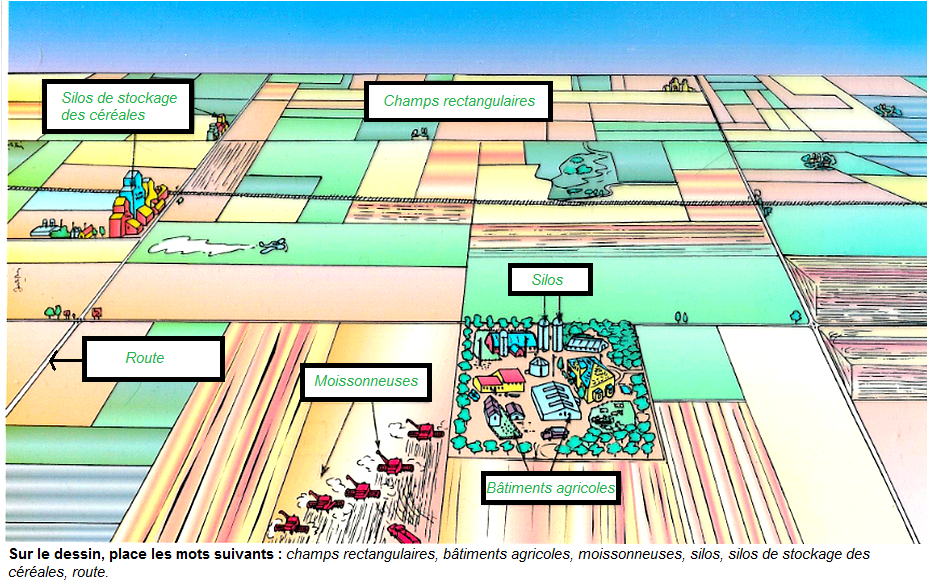 Silos de stockage
des céréales
Champs rectangulaires
Silos
Route
Moissonneuses
Bâtiments agricoles
Sur le dessin, place les mots suivants : champs rectangulaires, bâtiments agricoles, moissonneuses, silos, silos de stockage des
céréales, route.